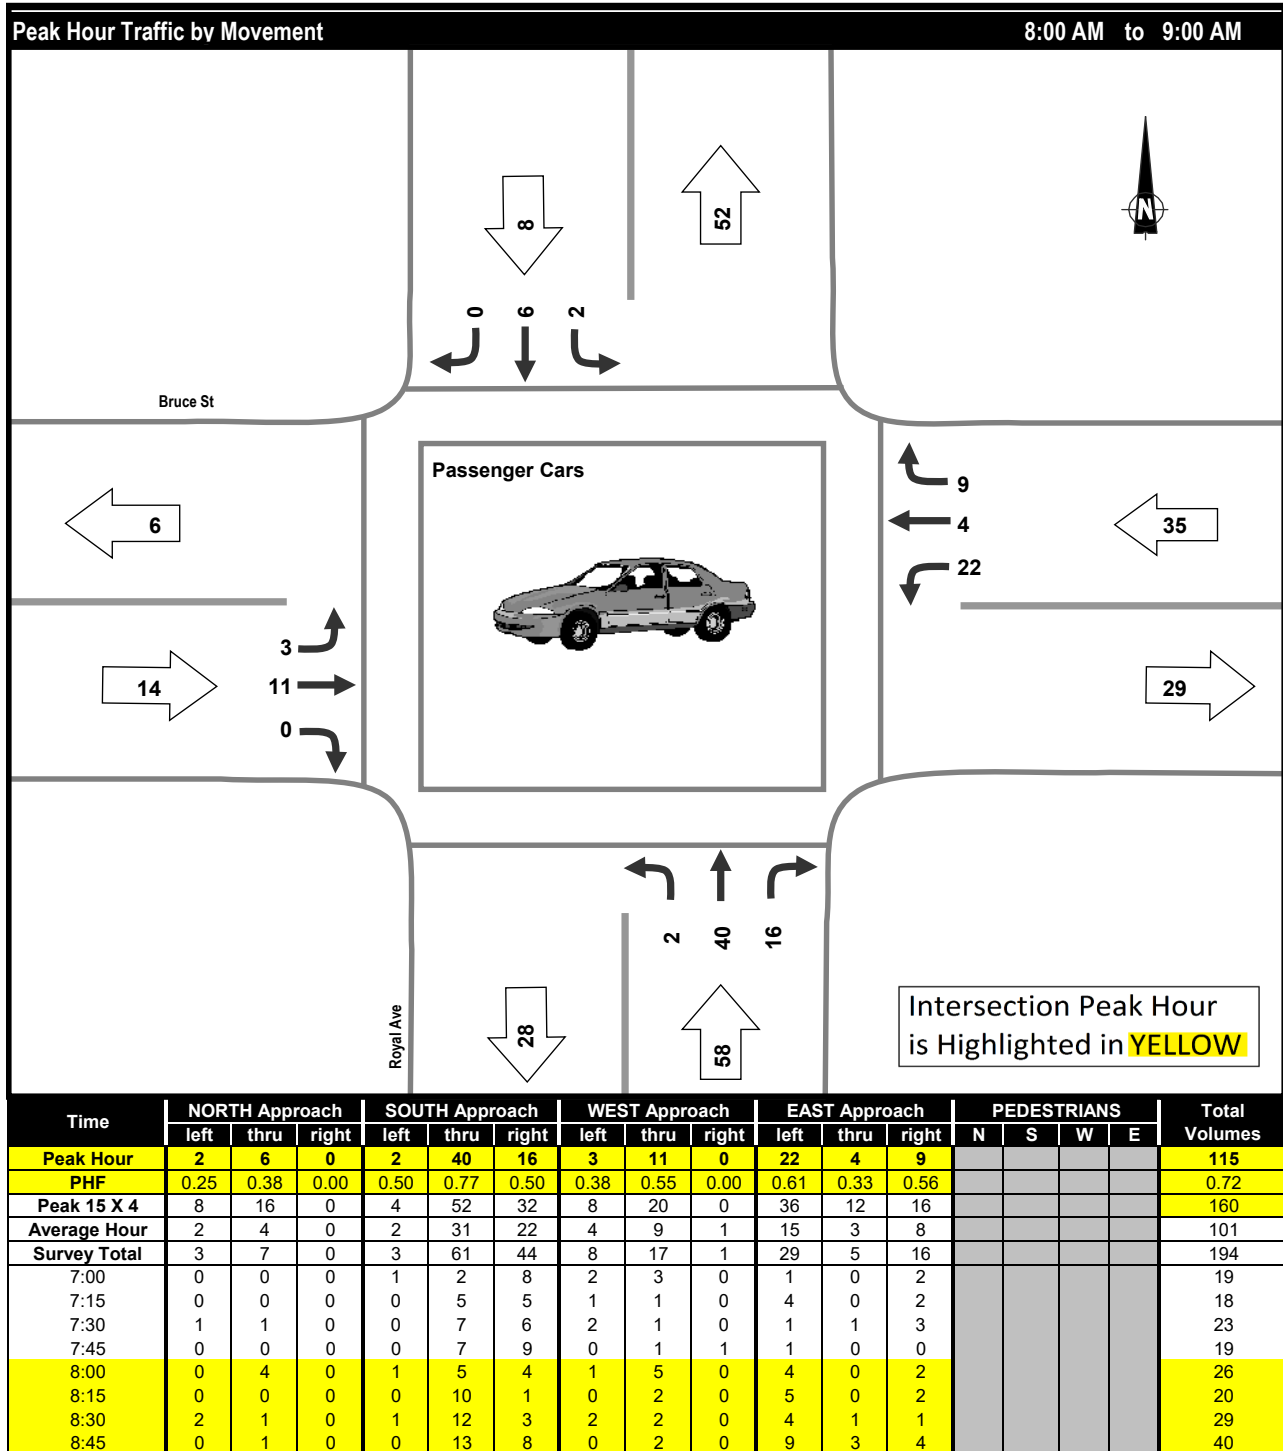 Peak Hour Traffic by Movement 8:00 AM to 9:00 AM
8
52
N
0 6 2
Bruce St
Passenger Cars
9
6
4
35
22
3
14
11
29
0
2 40 16
Royal Ave
28
58
Intersection Peak Hour
is Highlighted in YELLOW
Time NORTH Approach SOUTH Approach WEST Approach EAST Approach PEDESTRIANS Total
left thru right left thru right left thru right left thru right N S W E Volumes
Peak Hour 2 6 0 2 40 16 3 11 0 22 4 9 115
PHF 0.25 0.38 0.00 0.50 0.77 0.50 0.38 0.55 0.00 0.61 0.33 0.56 0.72
Peak 15 X 4 8 16 0 4 52 32 8 20 0 36 12 16 160
Average Hour 2 4 0 2 31 22 4 9 1 15 3 8 101
Survey Total 3 7 0 3 61 44 8 17 1 29 5 16 194
7:00 0 0 0 1 2 8 2 3 0 1 0 2 19
7:15 0 0 0 0 5 5 1 1 0 4 0 2 18
7:30 1 1 0 0 7 6 2 1 0 1 1 3 23
7:45 0 0 0 0 7 9 0 1 1 1 0 0 19
8:00 0 4 0 1 5 4 1 5 0 4 0 2 26
8:15 0 0 0 0 10 1 0 2 0 5 0 2 20
8:30 2 1 0 1 12 3 2 2 0 4 1 1 29
8:45 0 1 0 0 13 8 0 2 0 9 3 4 40